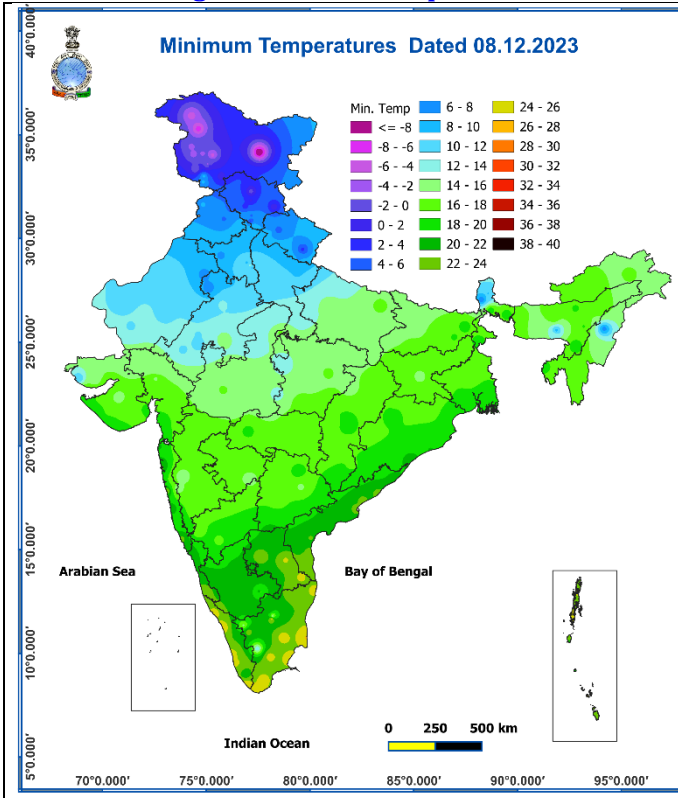 Minimum Temperatures Dated 08.12.2023
Min. Temp
<= -8
-8 - -6
-6 - -4
-4 - -2
-2 - 0
0 - 2
2 - 4
4 - 6
6 - 8
8 - 10
10 - 12
12 - 14
14 - 16
16 - 18
18 - 20
20 - 22
22 - 24
24 - 26
26 - 28
28 - 30
30 - 32
32 - 34
34 - 36
36 - 38
38 - 40
40°0.000'
35°0.000'
30°0.000'
25°0.000'
20°0.000'
15°0.000'
10°0.000'
5°0.000'
Arabian Sea
Bay of Bengal
Indian Ocean
0 250 500 km
70°0.000' 75°0.000' 80°0.000' 85°0.000' 90°0.000' 95°0.000'